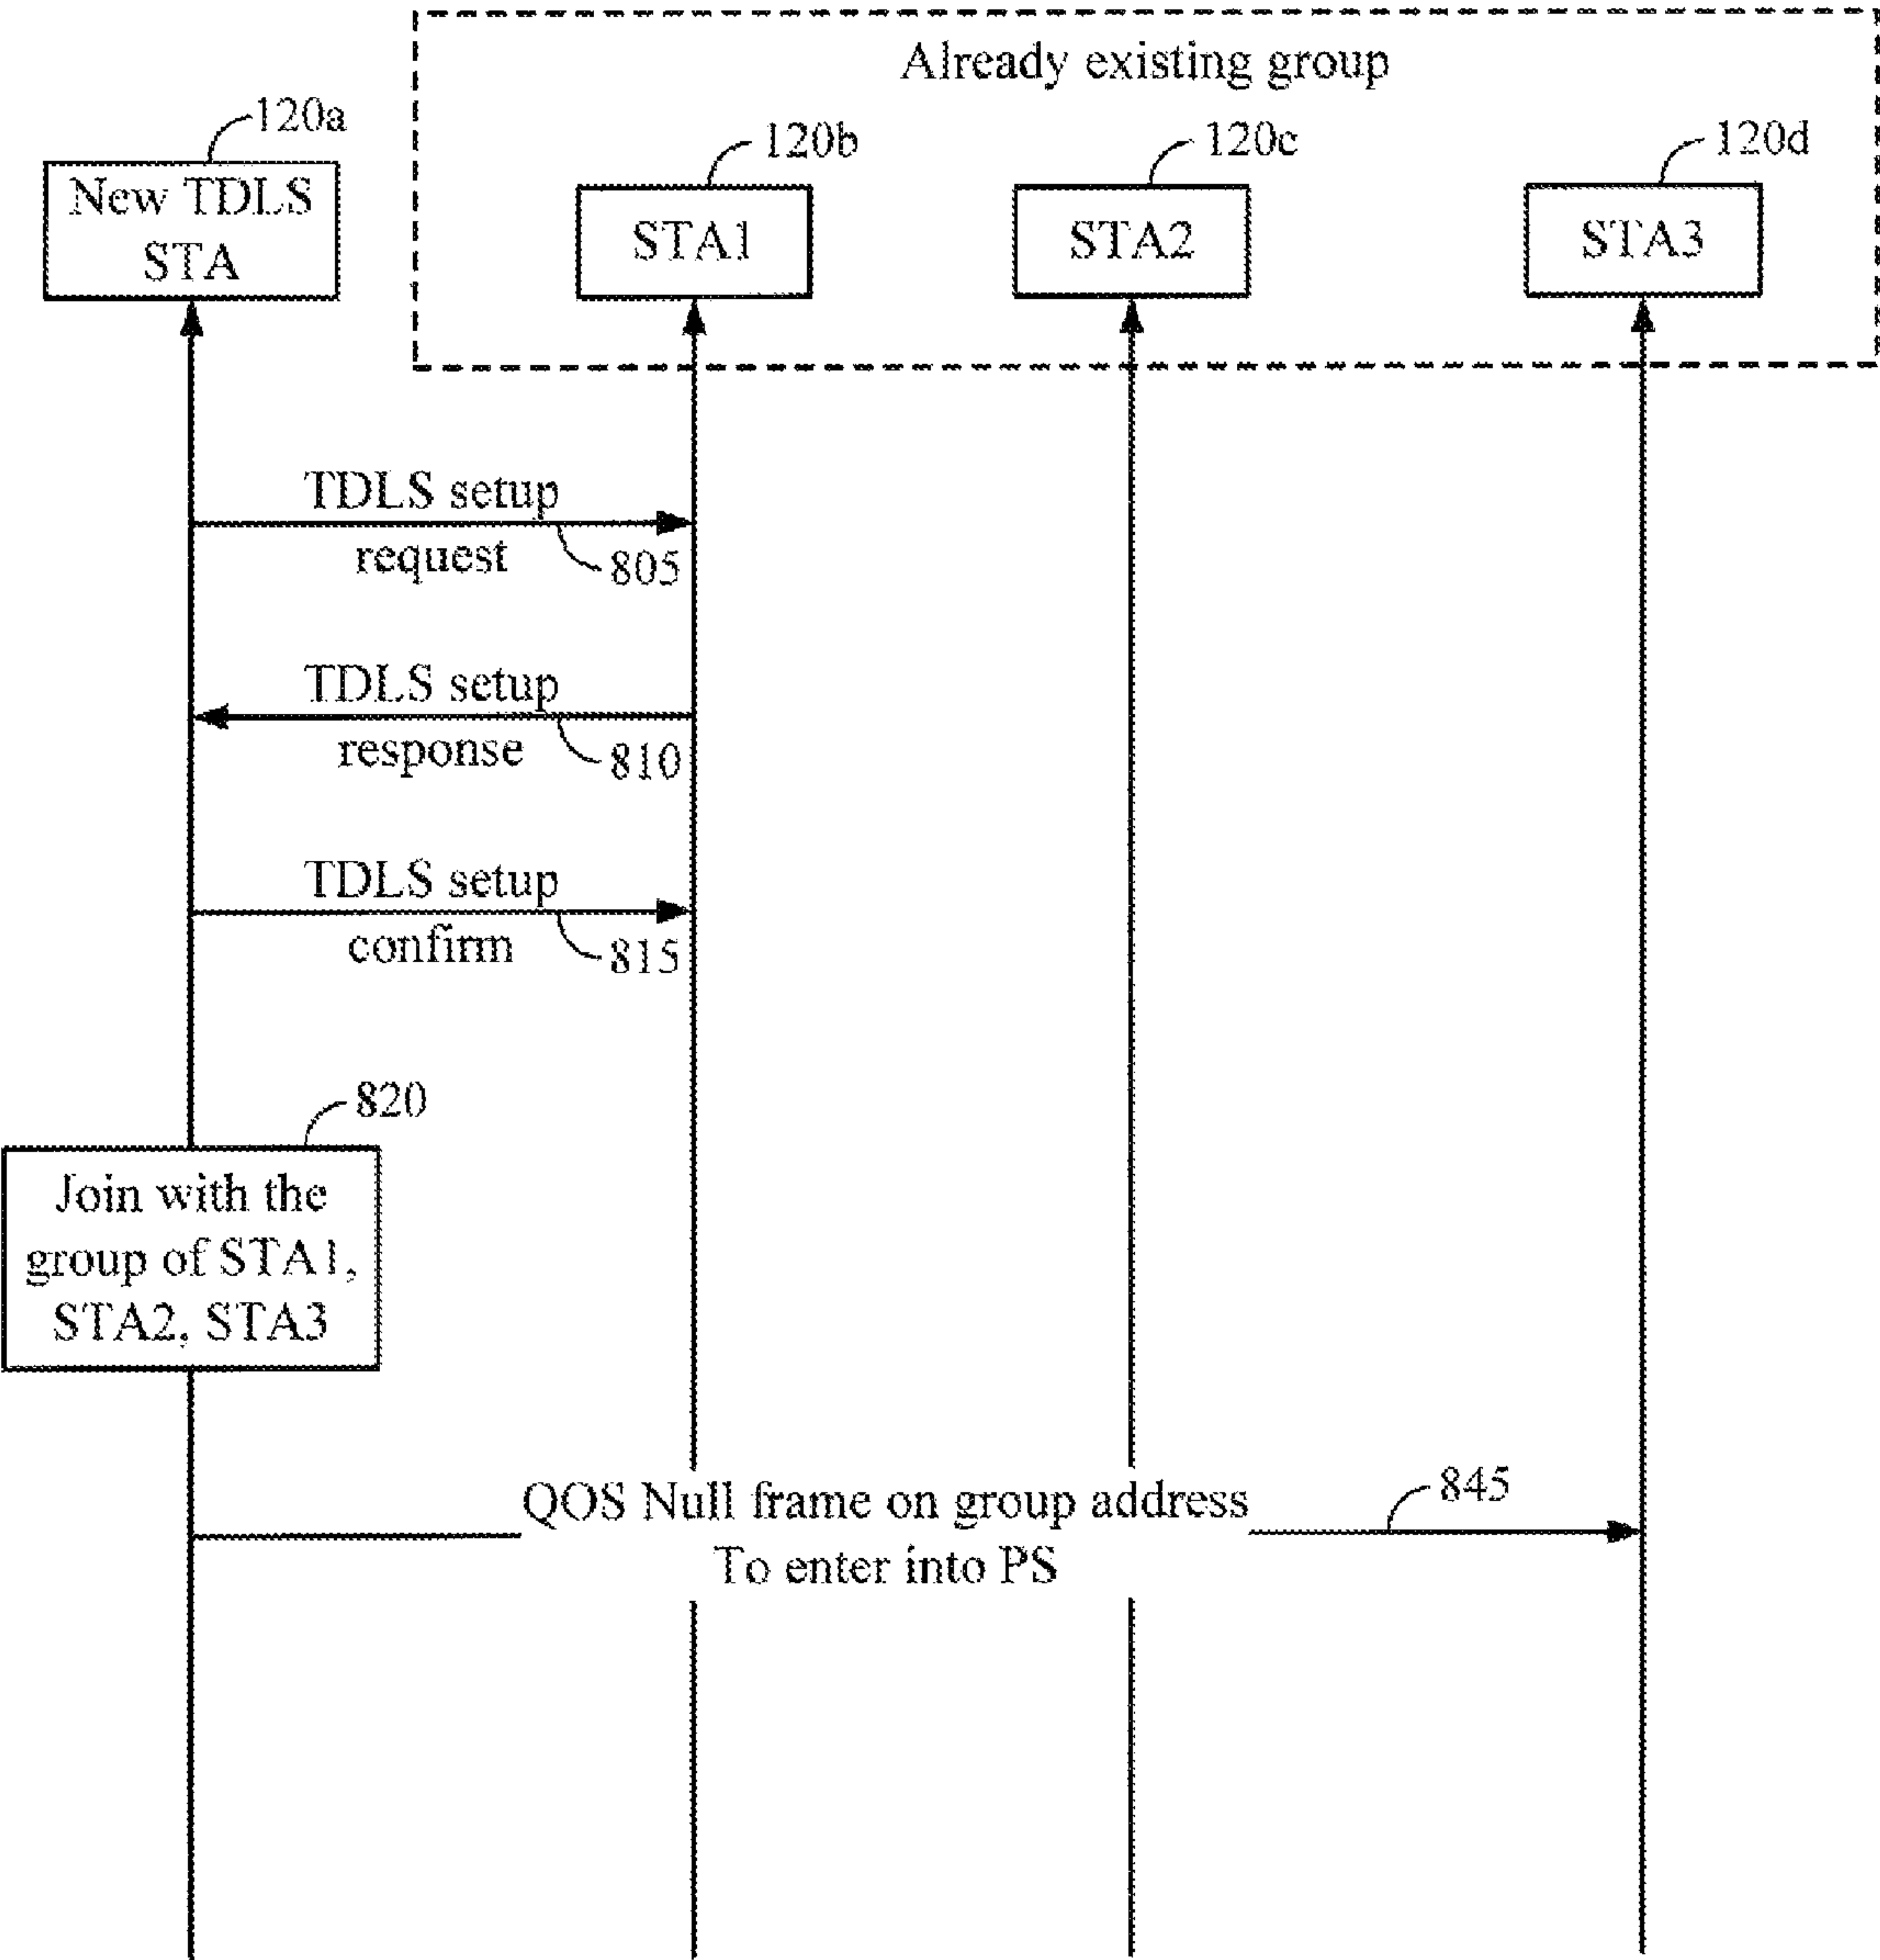 Already existing group
120a
120b
120c
120d
New TDLS
STA
STA1
STA2
STA3
TDLS setup
request
805
TDLS setup
response
810
TDLS setup
confirm
815
820
Join with the
group of STA1,
STA2, STA3
845
QOS Null frame on group address
To enter into PS